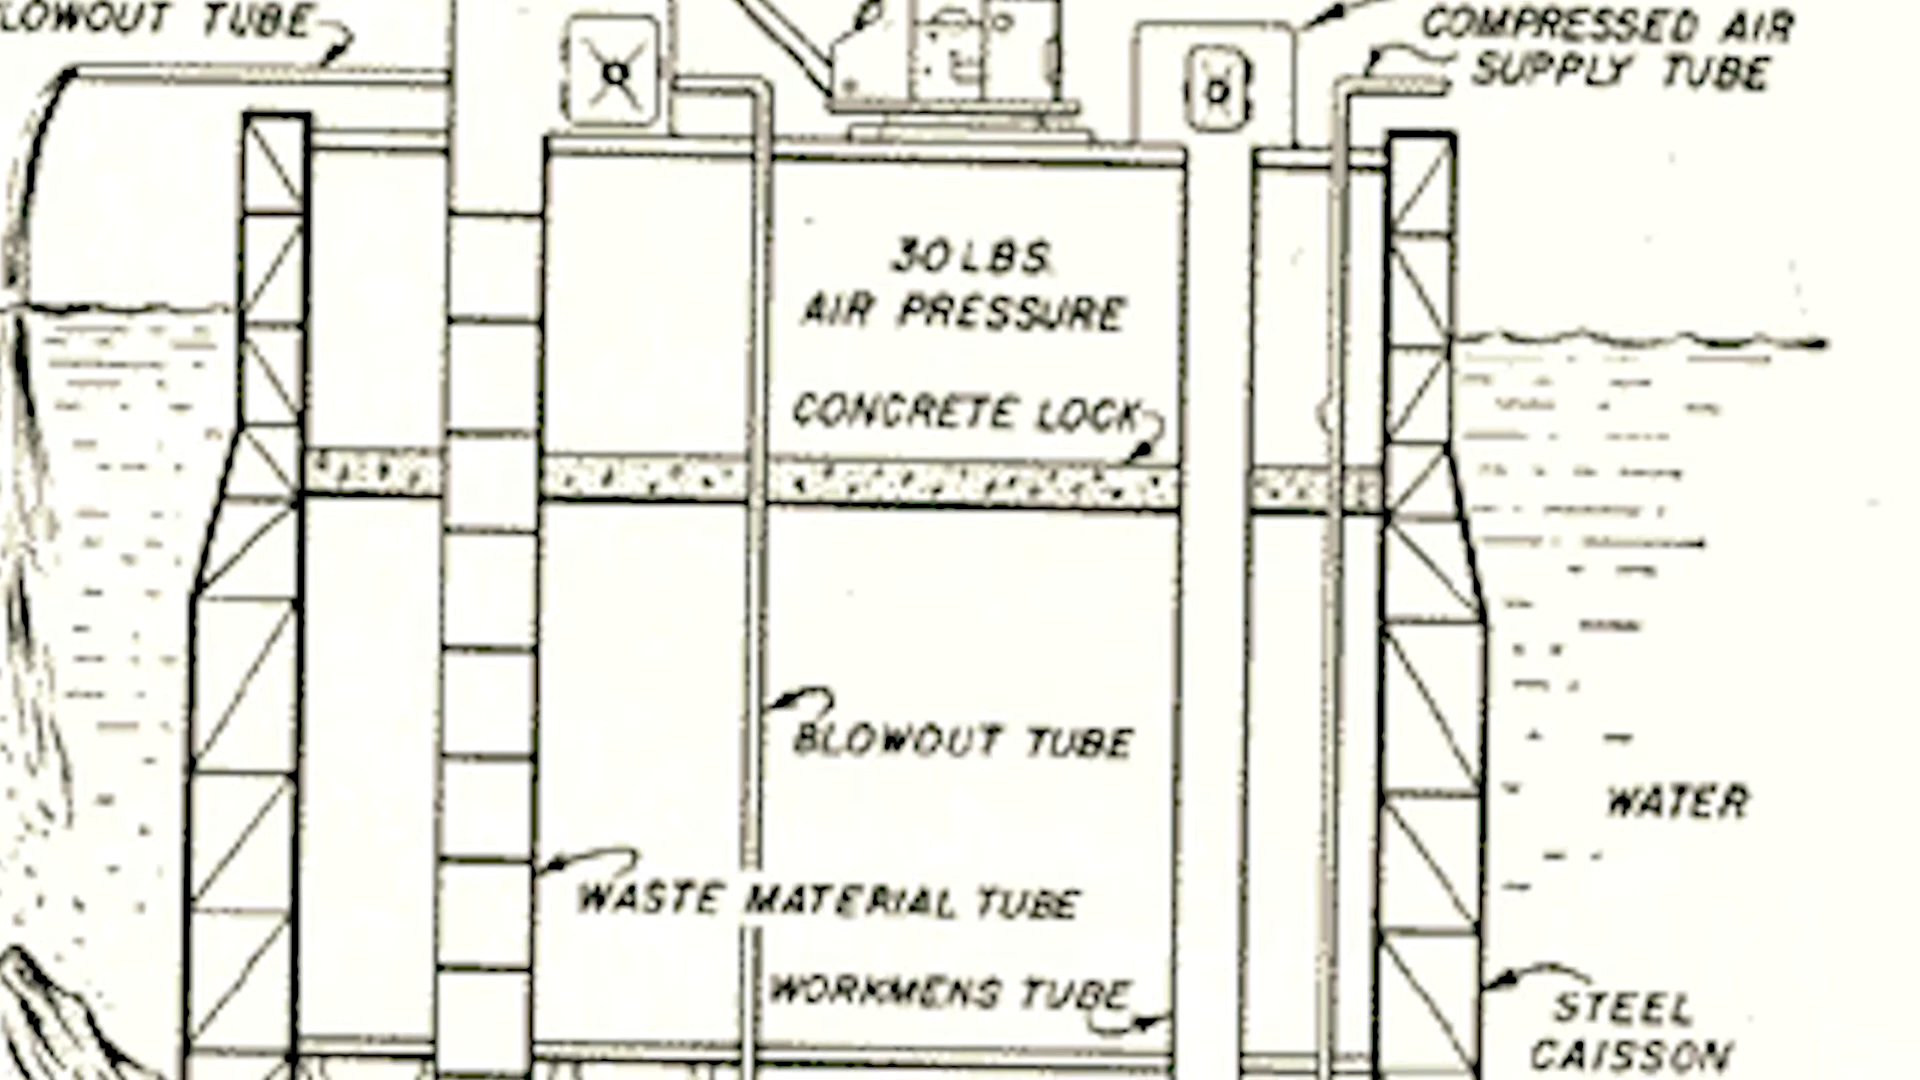 LOWOUT TUBE
COMPRESSED AIR
SUPPLY TUBE
30 LBS.
AIR PRESSURE
CONCRETE LOCK
BLOWOUT TUBE
WATER
WASTE MATERIAL TUBE
WORKMENS TUBE
STEEL
CAISSON